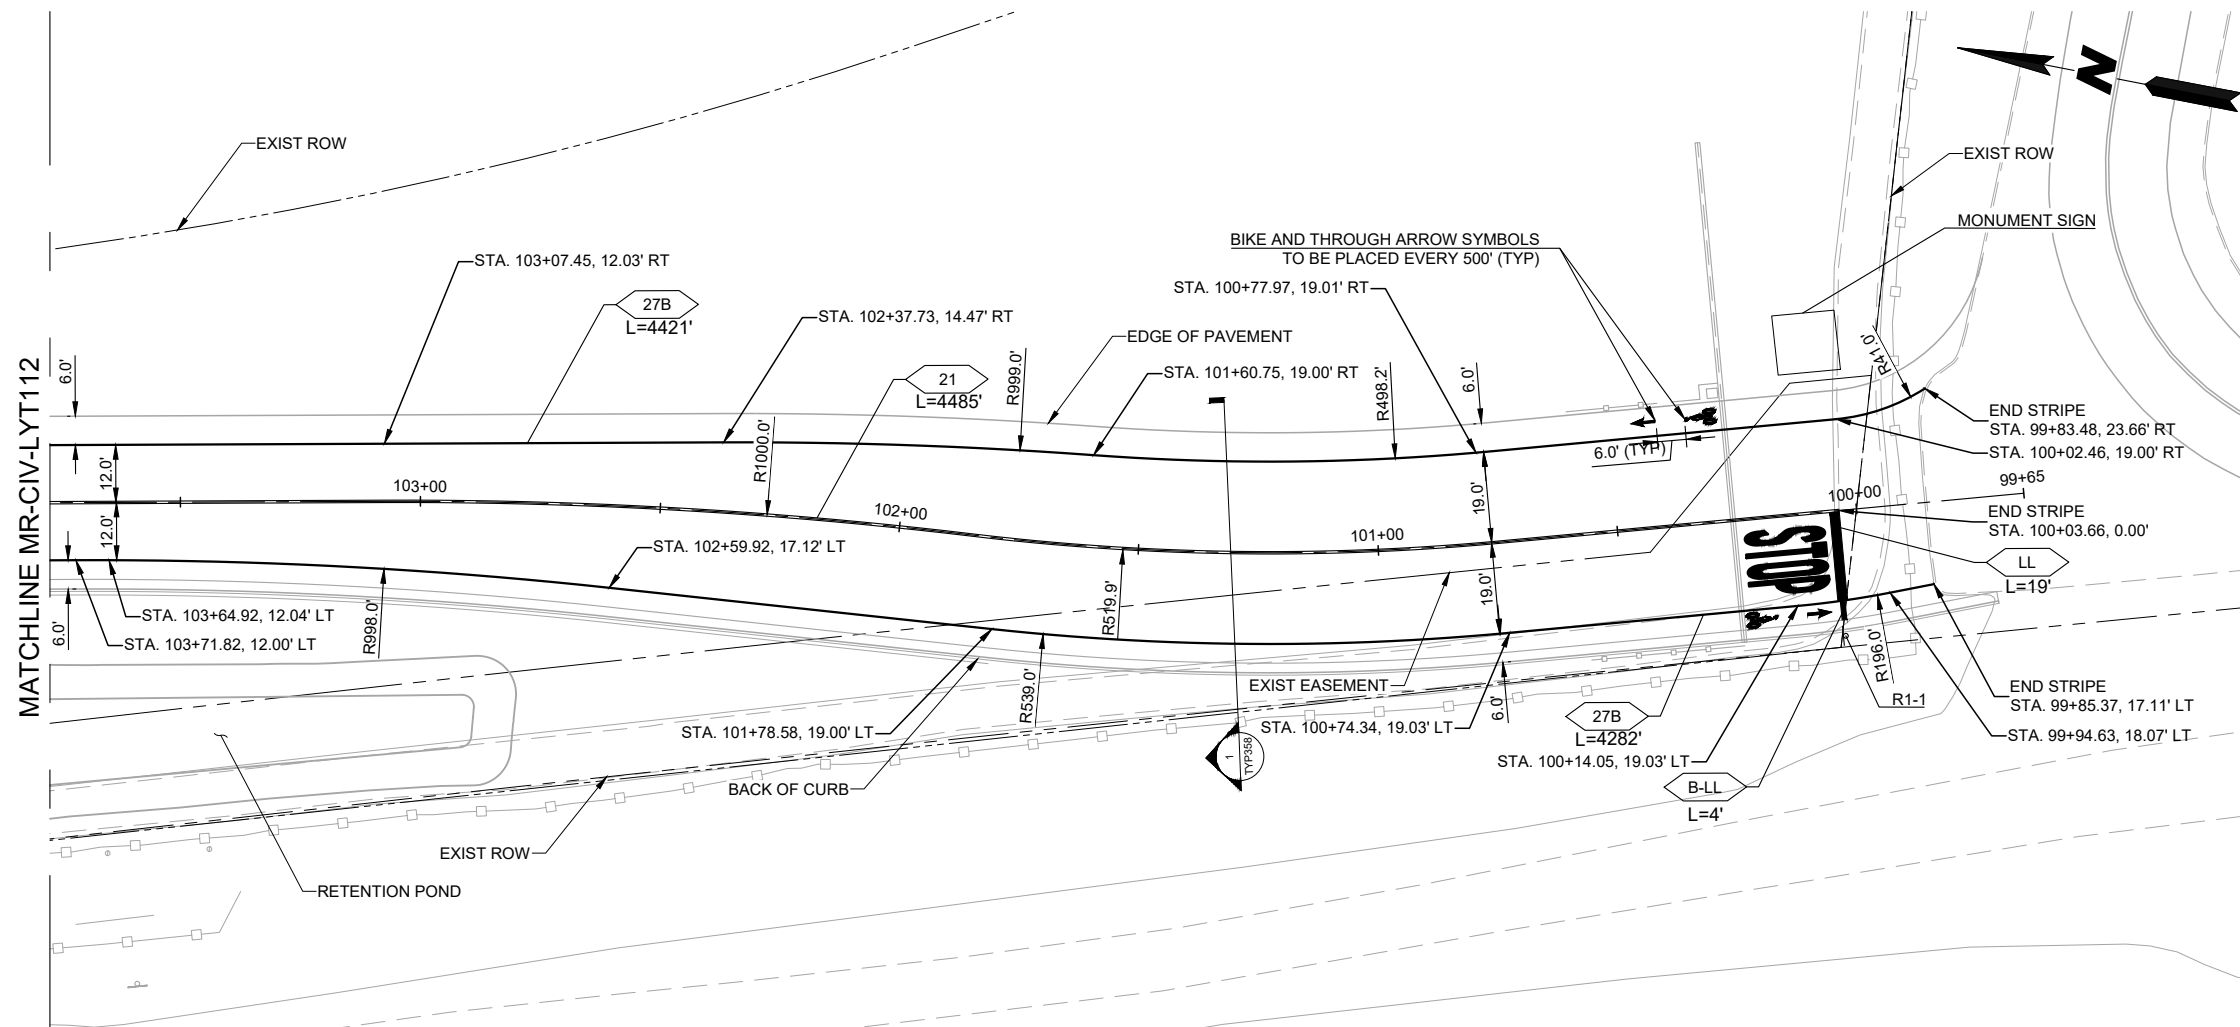 MATCHLINE MR-CIV-LYT112
EXIST ROW
N
EXIST ROW
MONUMENT SIGN
BIKE AND THROUGH ARROW SYMBOLS
TO BE PLACED EVERY 500' (TYP)
STA. 103+07.45, 12.03' RT
27B
L=4421'
STA. 102+37.73, 14.47' RT
STA. 100+77.97, 19.01' RT
EDGE OF PAVEMENT
STA. 101+60.75, 19.00' RT
21
L=4485'
R999.0'
R1000.0'
R498.2'
6.0'
6.0'
R41.0'
END STRIPE
STA. 99+83.48, 23.66' RT
STA. 100+02.46, 19.00' RT
6.0' (TYP)
12.0'
12.0'
103+00
102+00
101+00
100+00
99+65
19.0'
19.0'
END STRIPE
STA. 100+03.66, 0.00'
STOP
LL
L=19'
STA. 102+59.92, 17.12' LT
STA. 103+64.92, 12.04' LT
STA. 103+71.82, 12.00' LT
6.0'
R998.0'
R519.9'
R539.0'
R196.0'
EXIST EASEMENT
6.0'
27B
L=4282'
R1-1
END STRIPE
STA. 99+85.37, 17.11' LT
STA. 99+94.63, 18.07' LT
STA. 101+78.58, 19.00' LT
STA. 100+74.34, 19.03' LT
STA. 100+14.05, 19.03' LT
1
TYP358
BACK OF CURB
B-LL
L=4'
EXIST ROW
RETENTION POND